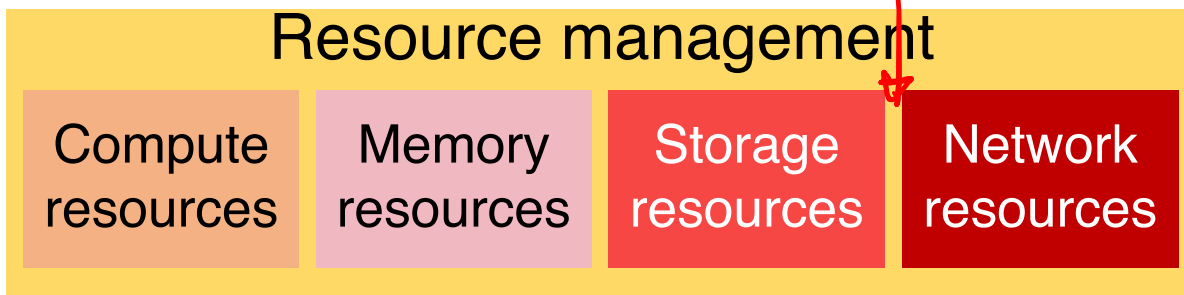 Resource management
Compute
resources
Memory
resources
Storage
resources
Network
resources